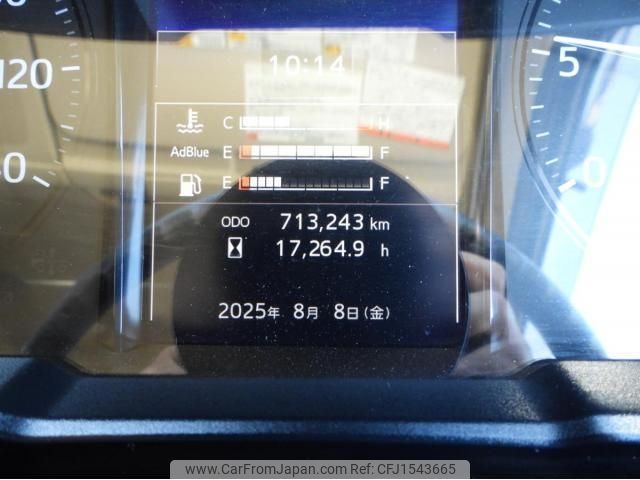 10:14
120
5
C H
AdBlue E F
E F
0
ODO 713,243 km
17,264.9 h
2025年 8月 8日(金)
www.CarFromJapan.com - CFJ1543665